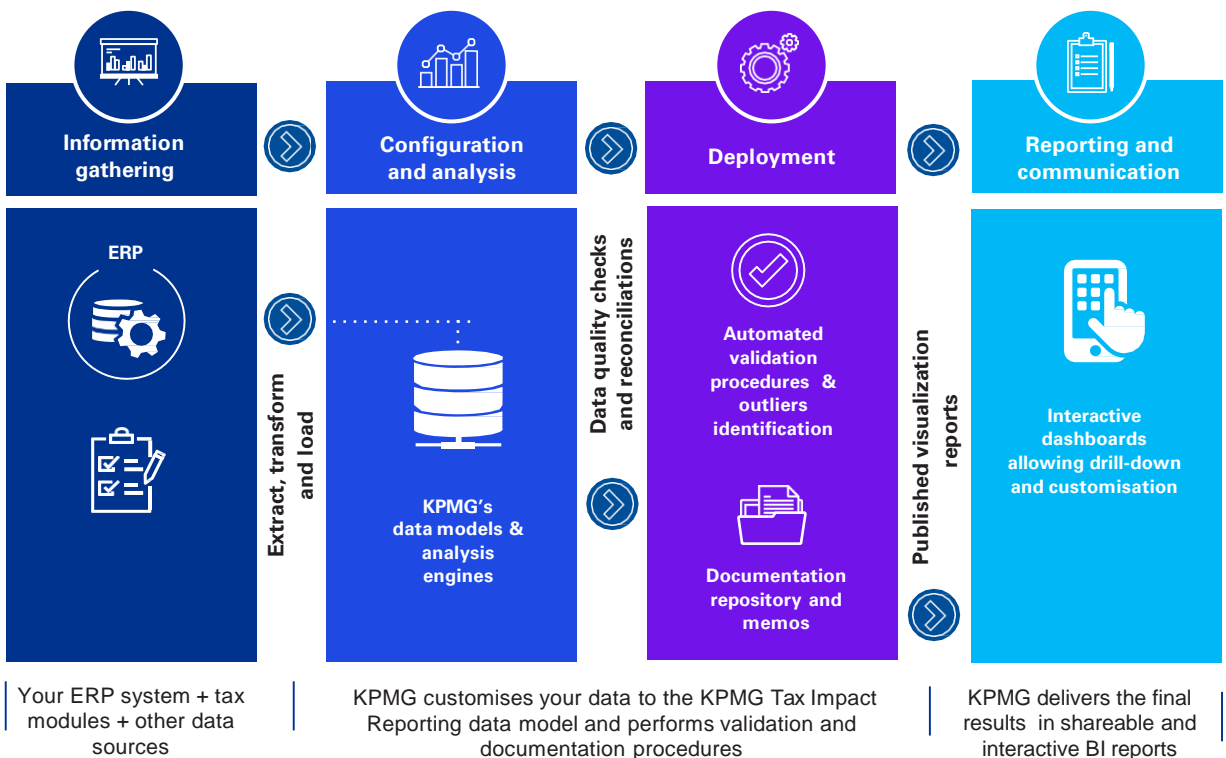 Information
gathering
Configuration
and analysis
Deployment
Reporting and
communication
ERP
Extract, transform
and load
KPMG's
data models &
analysis
engines
Data quality checks
and reconciliations
Automated
validation
procedures &
outliers
identification
Documentation
repository and
memos
Published visualization
reports
Interactive
dashboards
allowing drill-down
and customisation
Your ERP system + tax
modules + other data
sources
KPMG customises your data to the KPMG Tax Impact
Reporting data model and performs validation and
documentation procedures
KPMG delivers the final
results in shareable and
interactive BI reports